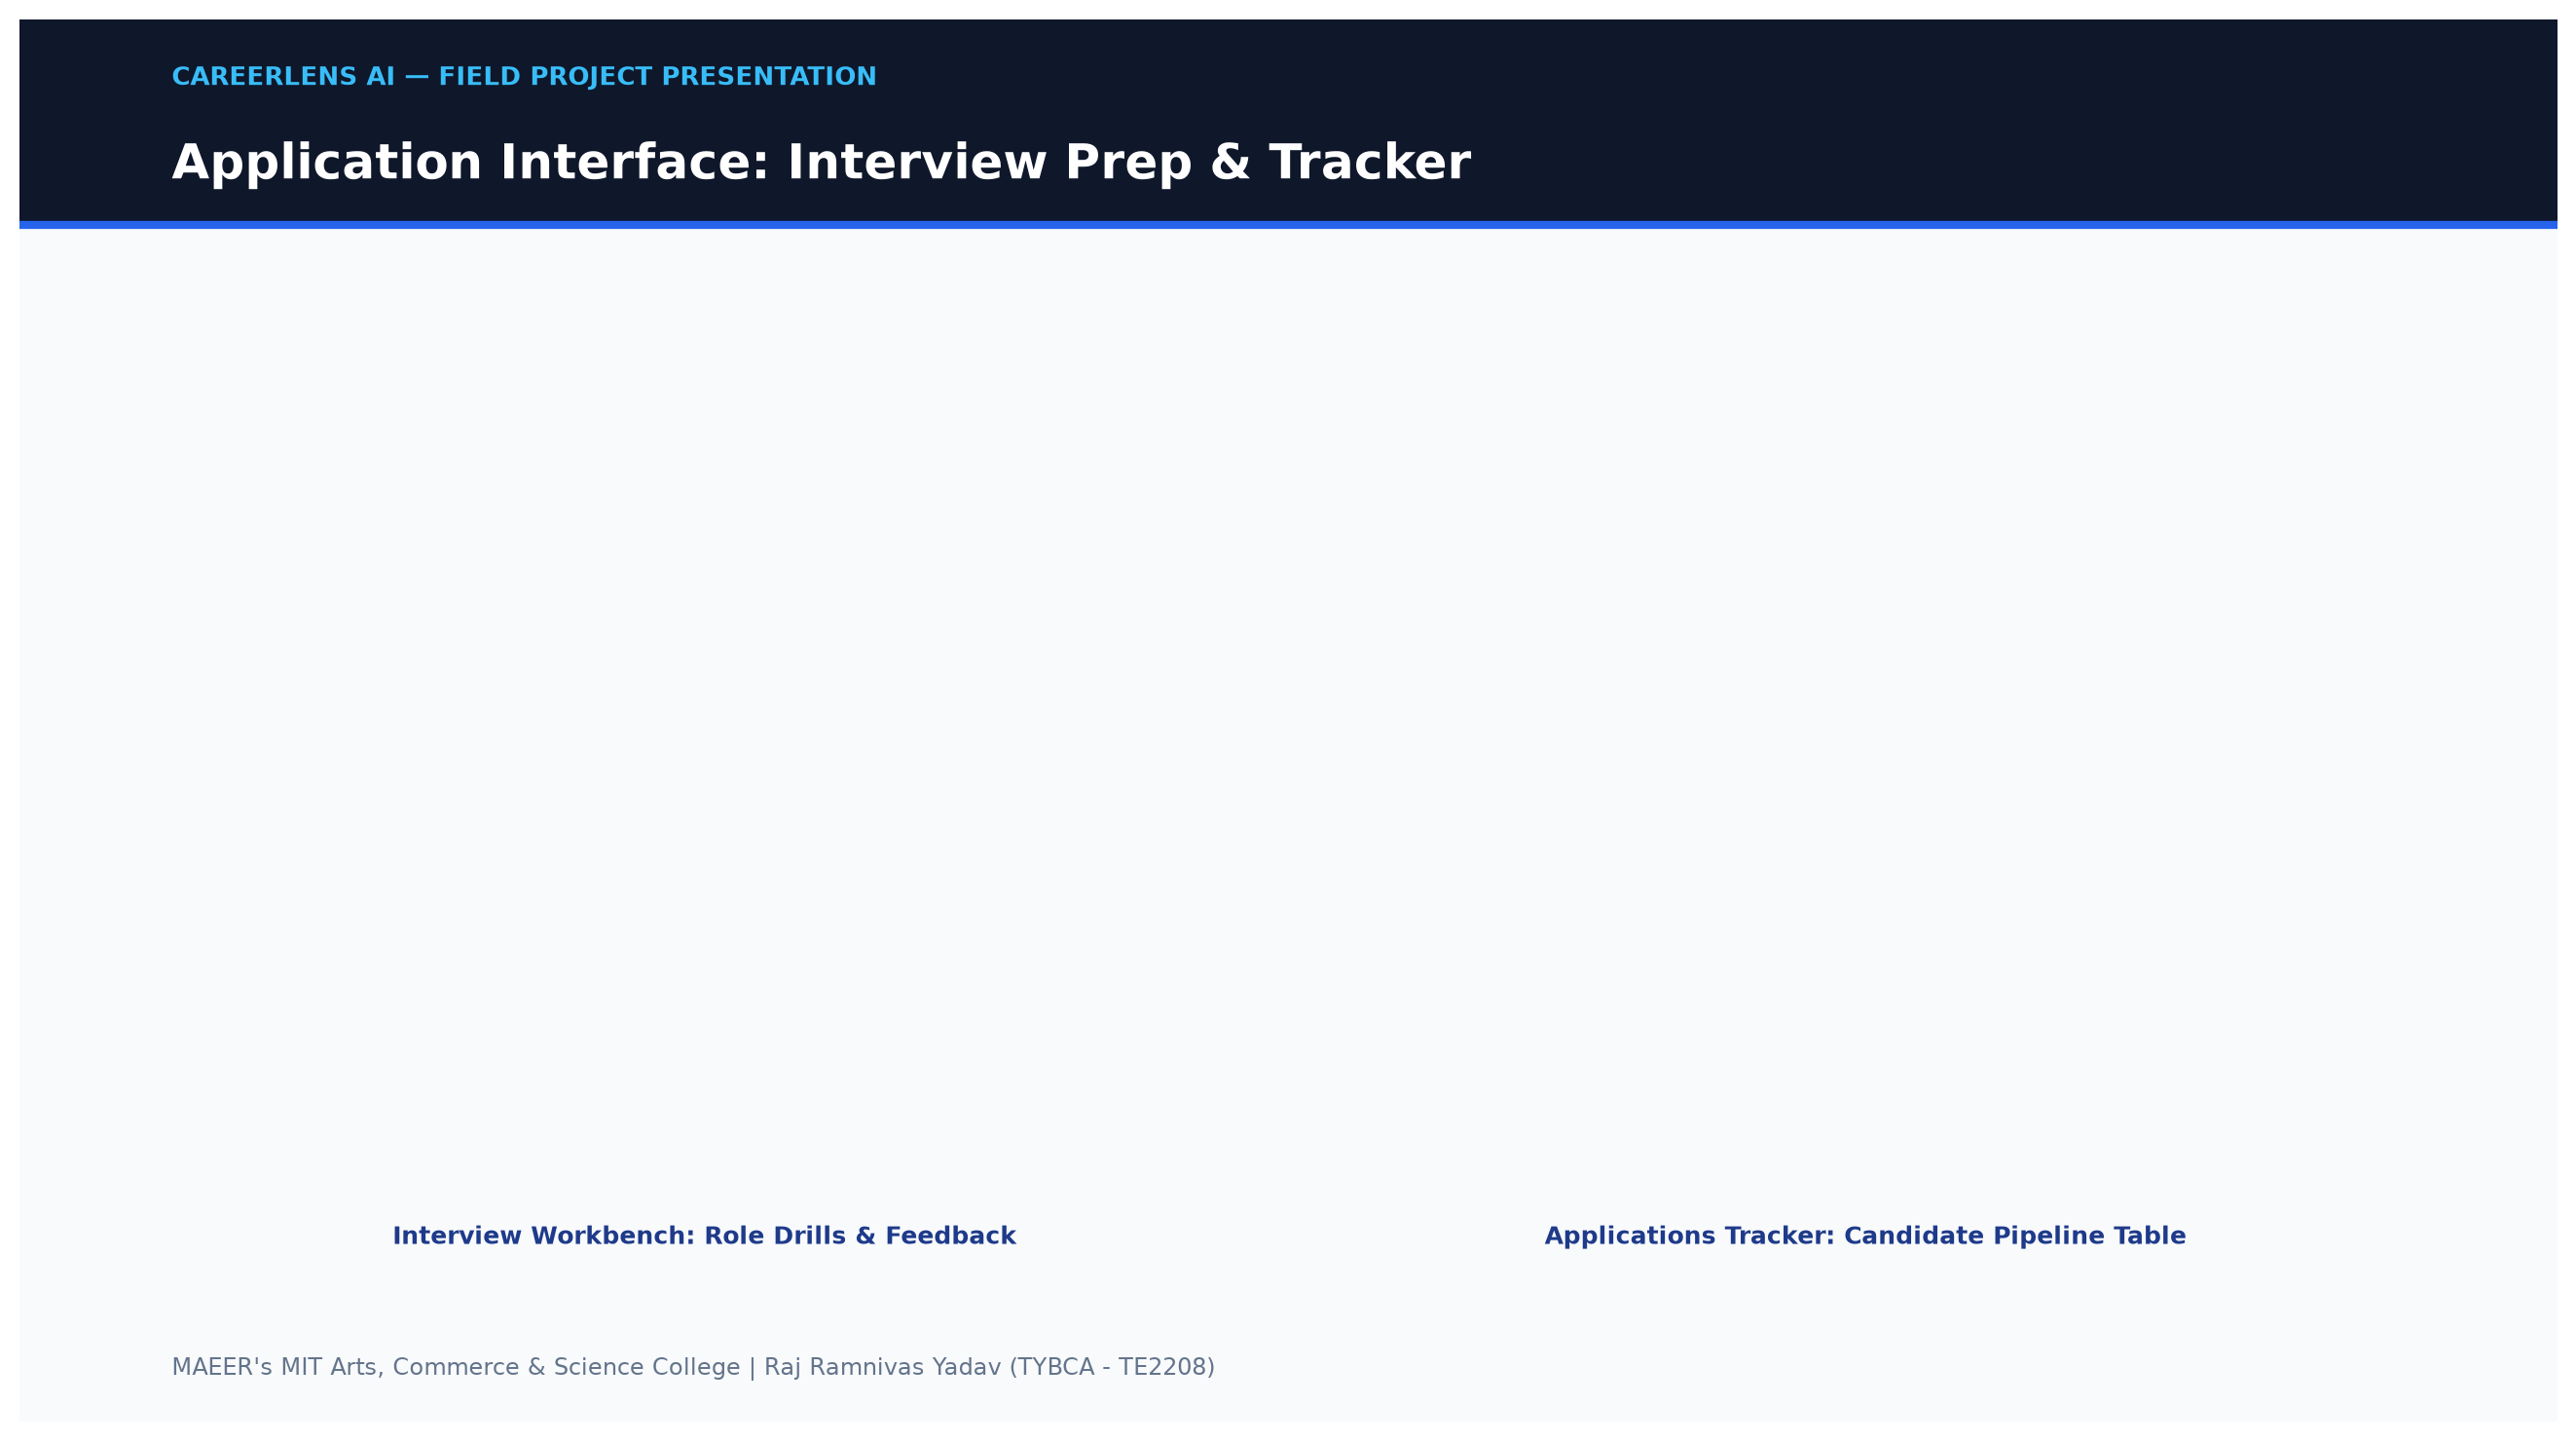 CAREERLENS AI — FIELD PROJECT PRESENTATION
Application Interface: Interview Prep & Tracker
Interview Workbench: Role Drills & Feedback
Applications Tracker: Candidate Pipeline Table
MAEER's MIT Arts, Commerce & Science College | Raj Ramnivas Yadav (TYBCA - TE2208)